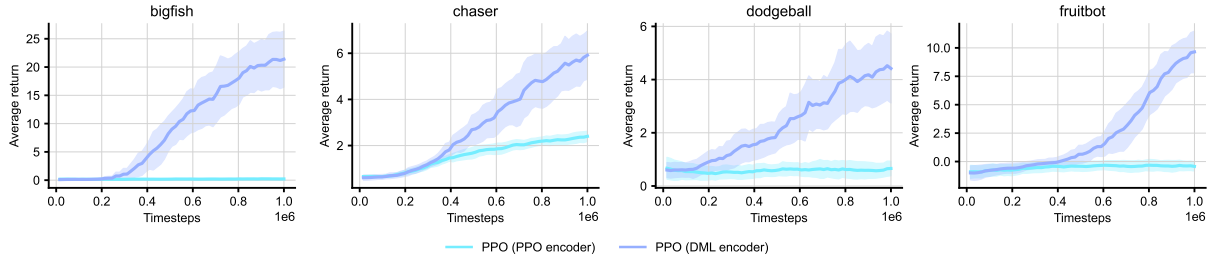 bigfish
chaser
dodgeball
fruitbot
Average return
25
20
15
10
5
0
0.0 0.2 0.4 0.6 0.8 1.0
Timesteps
1e6
Average return
6
4
2
0.0 0.2 0.4 0.6 0.8 1.0
Timesteps
1e6
Average return
6
4
2
0
0.0 0.2 0.4 0.6 0.8 1.0
Timesteps
1e6
Average return
10.0
7.5
5.0
2.5
0.0
0.0 0.2 0.4 0.6 0.8 1.0
Timesteps
1e6
PPO (PPO encoder)
PPO (DML encoder)